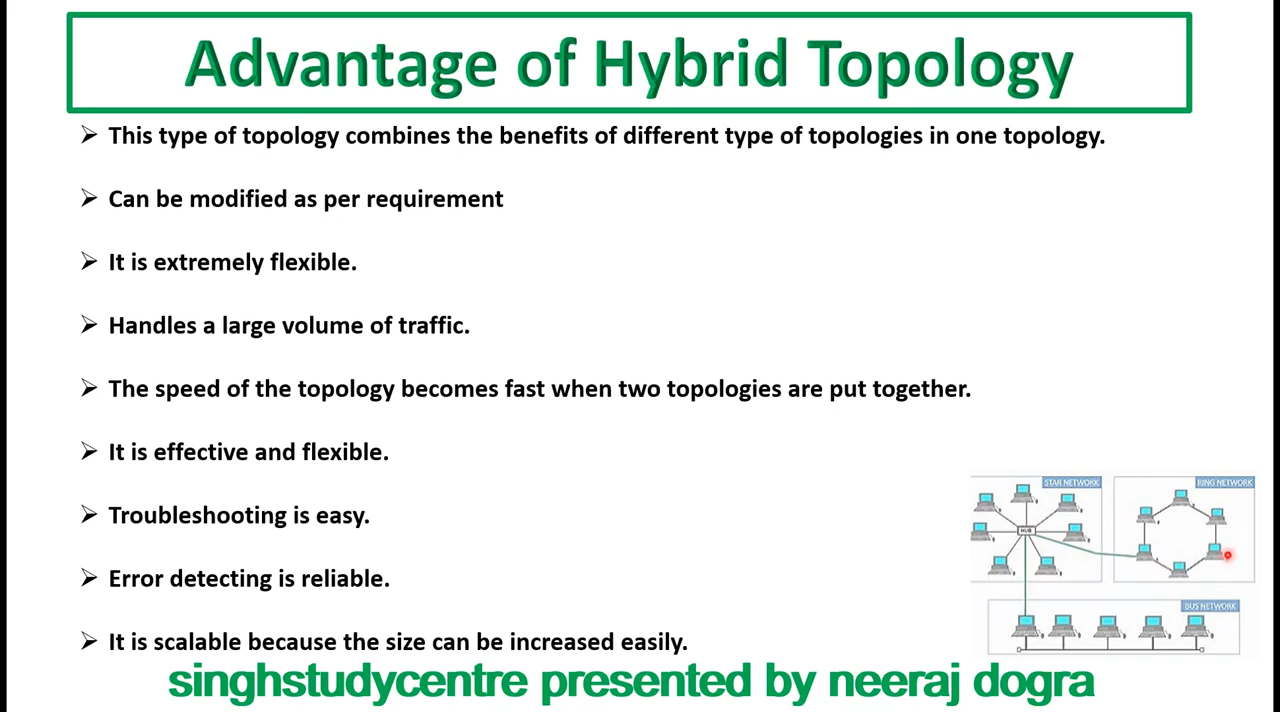 Advantage of Hybrid Topology
➢ This type of topology combines the benefits of different type of topologies in one topology.
➢ Can be modified as per requirement
➢ It is extremely flexible.
➢ Handles a large volume of traffic.
➢ The speed of the topology becomes fast when two topologies are put together.
➢ It is effective and flexible.
➢ Troubleshooting is easy.
➢ Error detecting is reliable.
➢ It is scalable because the size can be increased easily.
STAR NETWORK
RING NETWORK
HUB
BUS NETWORK
singhstudycentre presented by neeraj dogra